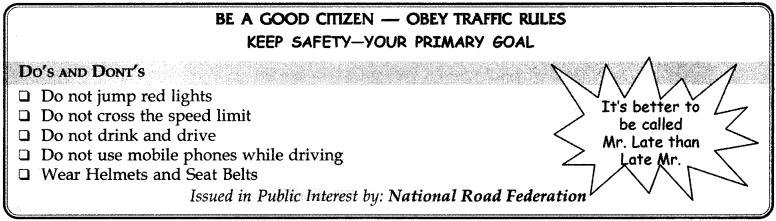 BE A GOOD CITIZEN — OBEY TRAFFIC RULES
KEEP SAFETY—YOUR PRIMARY GOAL
DO'S AND DONT'S
❑ Do not jump red lights
❑ Do not cross the speed limit
❑ Do not drink and drive
❑ Do not use mobile phones while driving
❑ Wear Helmets and Seat Belts
It's better to
be called
Mr. Late than
Late Mr.
Issued in Public Interest by: National Road Federation